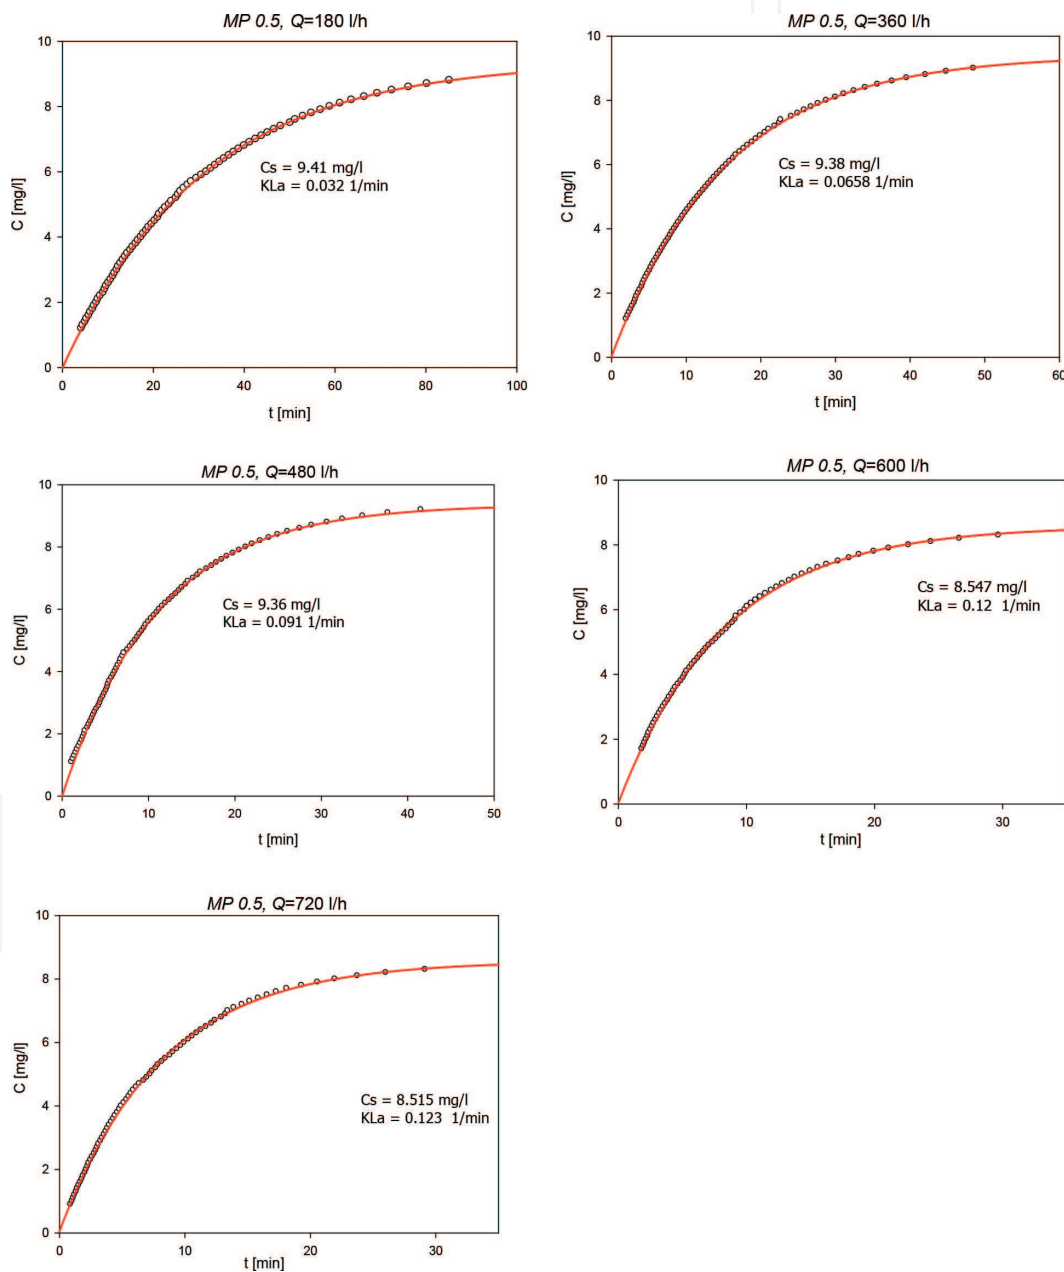 MP 0.5, Q=180 l/h
10
8
6
4
2
0
C [mg/l]
Cs = 9.41 mg/l
KLa = 0.032 1/min
0 20 40 60 80 100
t [min]
MP 0.5, Q=360 l/h
10
8
6
4
2
0
C [mg/l]
Cs = 9.38 mg/l
KLa = 0.0658 1/min
0 10 20 30 40 50 60
t [min]
MP 0.5, Q=480 l/h
10
8
6
4
2
0
C [mg/l]
Cs = 9.36 mg/l
KLa = 0.091 1/min
0 10 20 30 40 50
t [min]
MP 0.5, Q=600 l/h
10
8
6
4
2
0
C [mg/l]
Cs = 8.547 mg/l
KLa = 0.12 1/min
0 10 20 30
t [min]
MP 0.5, Q=720 l/h
10
8
6
4
2
0
C [mg/l]
Cs = 8.515 mg/l
KLa = 0.123 1/min
0 10 20 30
t [min]